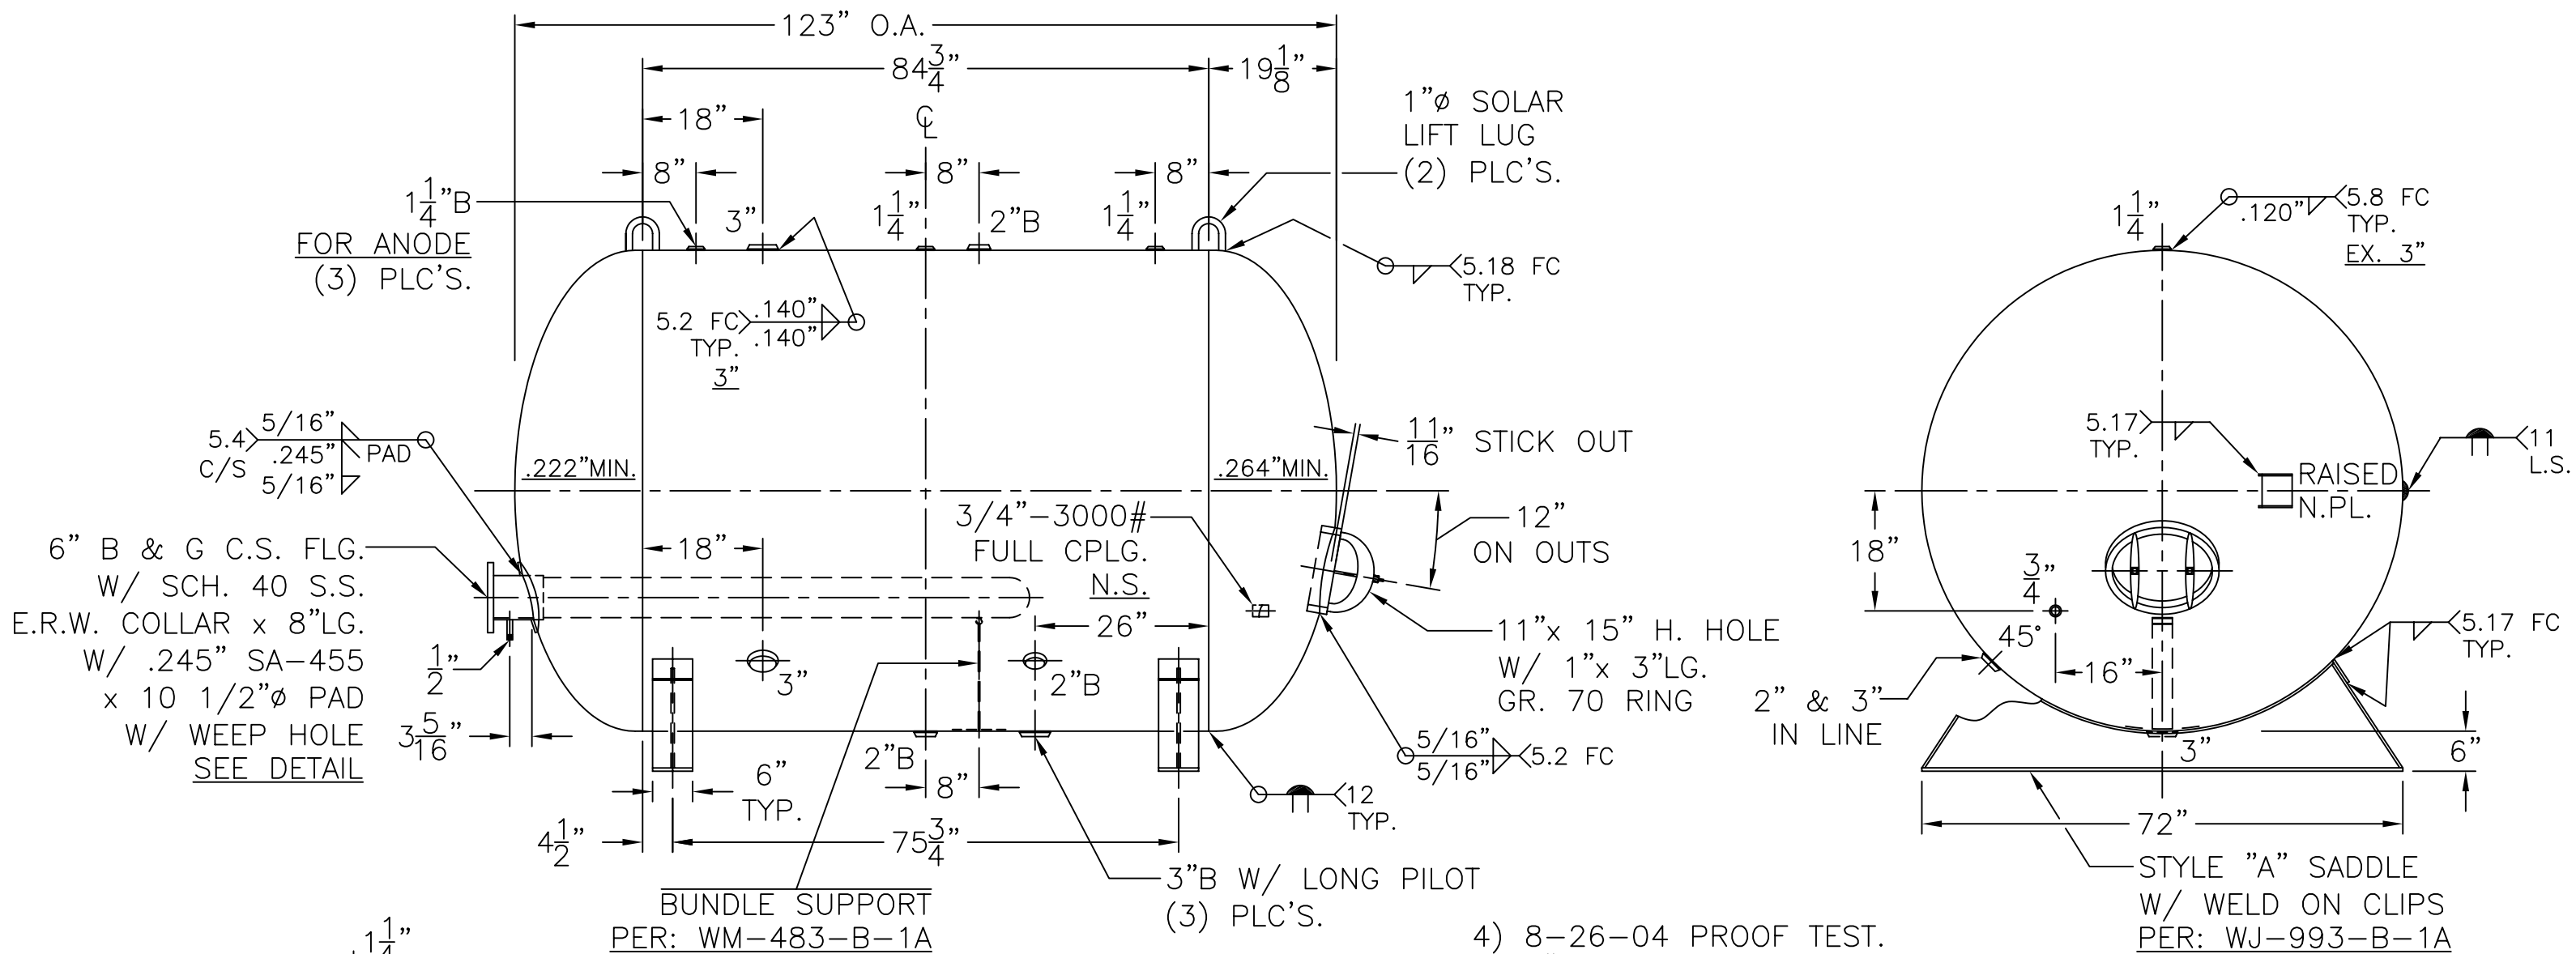 123" O.A.
84 3/4"
19 1/8"
18"
℄
1"ø SOLAR
LIFT LUG
(2) PLC'S.
8"
8"
8"
1 1/4"B
FOR ANODE
(3) PLC'S.
3"
1 1/4"
2"B
1 1/4"
5.18 FC
TYP.
5.2 FC
TYP.
3"
.140"
.140"
5.4
C/S
5/16"
.245"
5/16"
PAD
.222"MIN.
.264"MIN.
11/16" STICK OUT
12"
ON OUTS
3/4"-3000#
FULL CPLG.
N.S.
18"
6" B & G C.S. FLG.
W/ SCH. 40 S.S.
E.R.W. COLLAR x 8"LG.
W/ .245" SA-455
x 10 1/2"ø PAD
W/ WEEP HOLE
SEE DETAIL
1/2"
3 5/16"
26"
3"
2"B
11"x 15" H. HOLE
W/ 1"x 3"LG.
GR. 70 RING
5/16"
5/16"
5.2 FC
2"B
8"
6"
TYP.
12
TYP.
4 1/2"
75 3/4"
3"B W/ LONG PILOT
(3) PLC'S.
BUNDLE SUPPORT
PER: WM-483-B-1A
1 1/4"
4) 8-26-04 PROOF TEST.
1 1/4"
.120"
5.8 FC
TYP.
EX. 3"
5.17
TYP.
RAISED
N.PL.
11
L.S.
18"
3/4"
45°
16"
2" & 3"
IN LINE
5.17 FC
TYP.
3"
6"
72"
STYLE "A" SADDLE
W/ WELD ON CLIPS
PER: WJ-993-B-1A